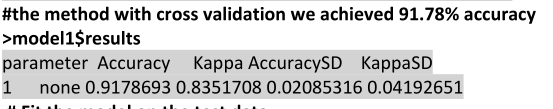 #the method with cross validation we achieved 91.78% accuracy
>model1$results
parameter Accuracy Kappa AccuracySD KappaSD
1 none 0.9178693 0.8351708 0.02085316 0.04192651
# Fit the model on the test data